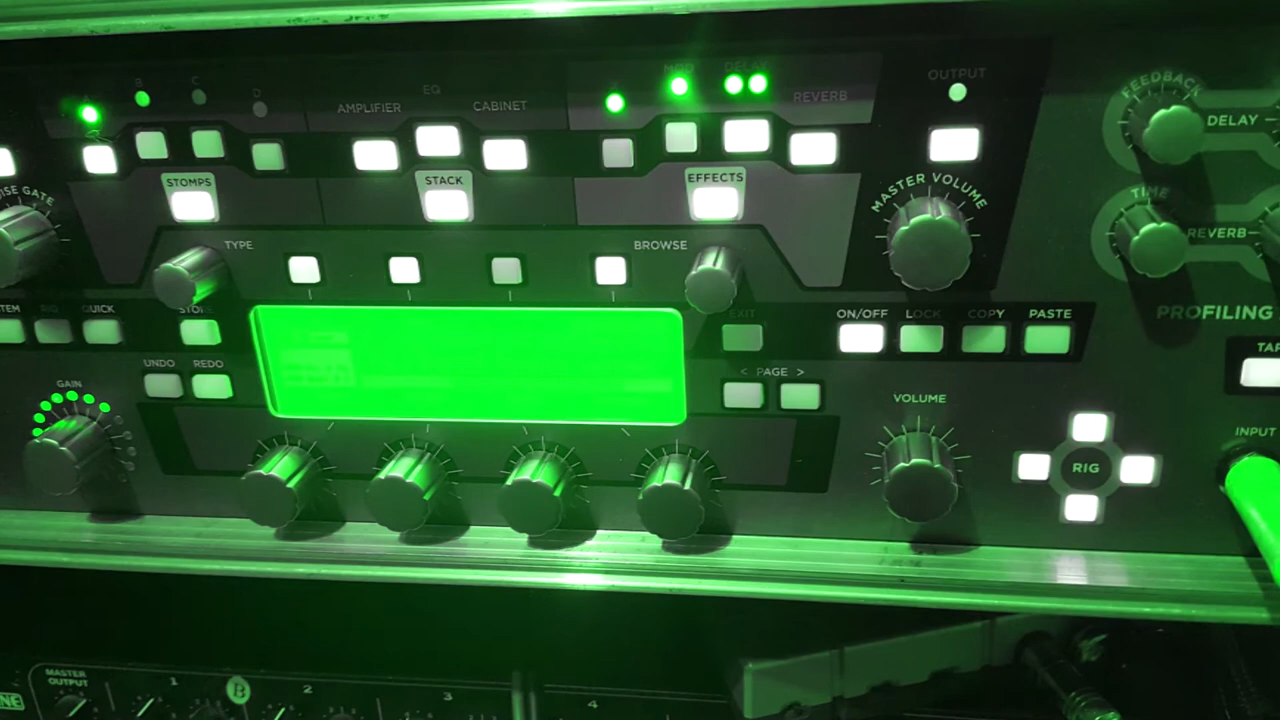 A B C D
AMPLIFIER EQ CABINET
MOD DELAY REVERB
OUTPUT
FEEDBACK
DELAY
STOMPS
STACK
EFFECTS
MASTER VOLUME
TIME
REVERB
TYPE
BROWSE
QUICK
EXIT
ON/OFF LOCK COPY PASTE
PROFILING
UNDO REDO
< PAGE >
GAIN
VOLUME
RIG
INPUT
MASTER OUTPUT
1
B
2
3
4